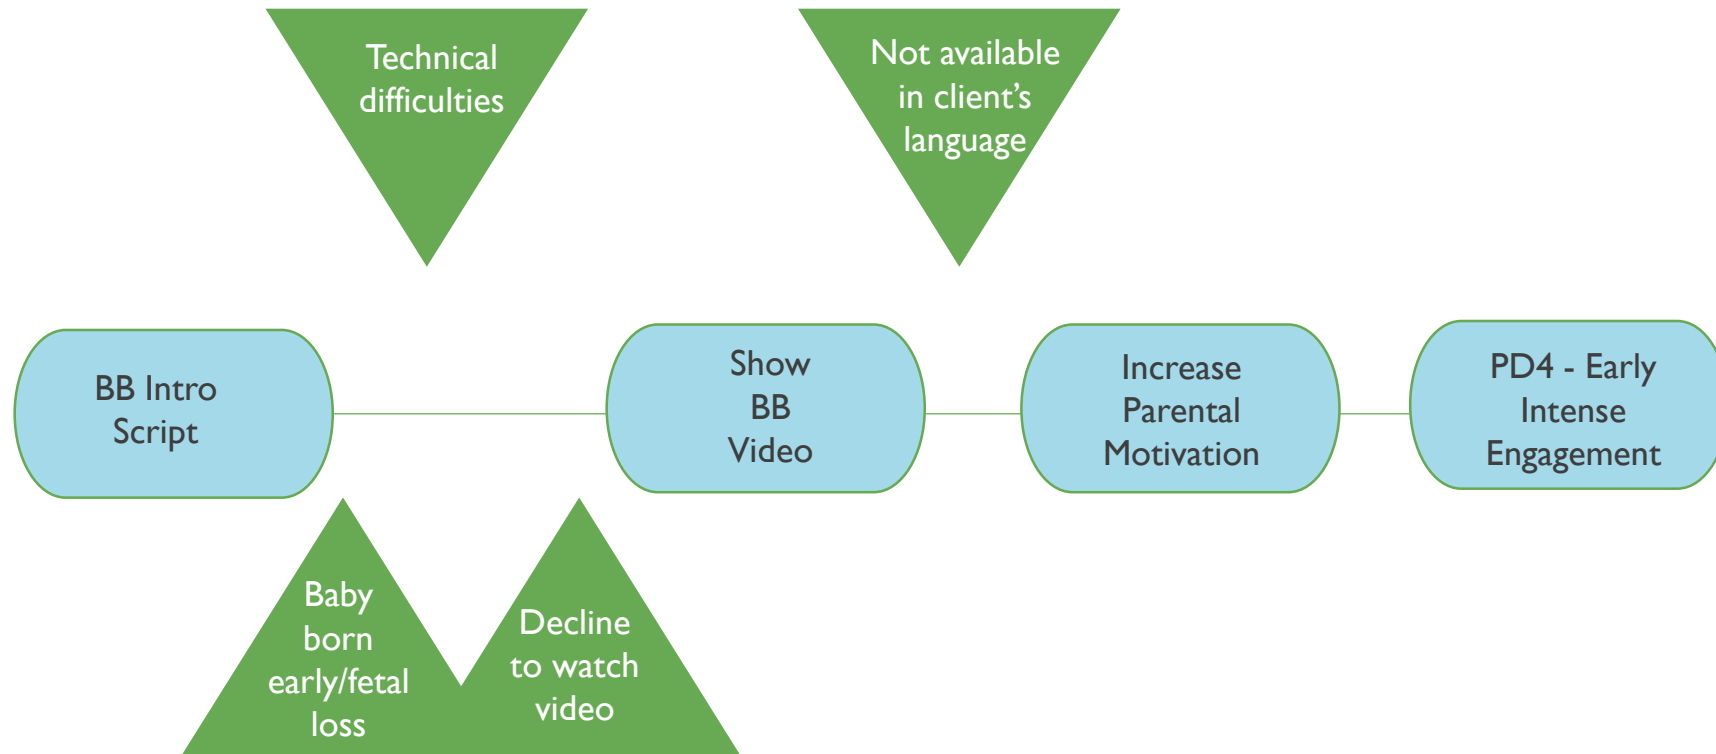 Technical
difficulties
Not available
in client’s
language
BB Intro
Script
Show
BB
Video
Increase
Parental
Motivation
PD4 - Early
Intense
Engagement
Baby
born
early/fetal
loss
Decline
to watch
video